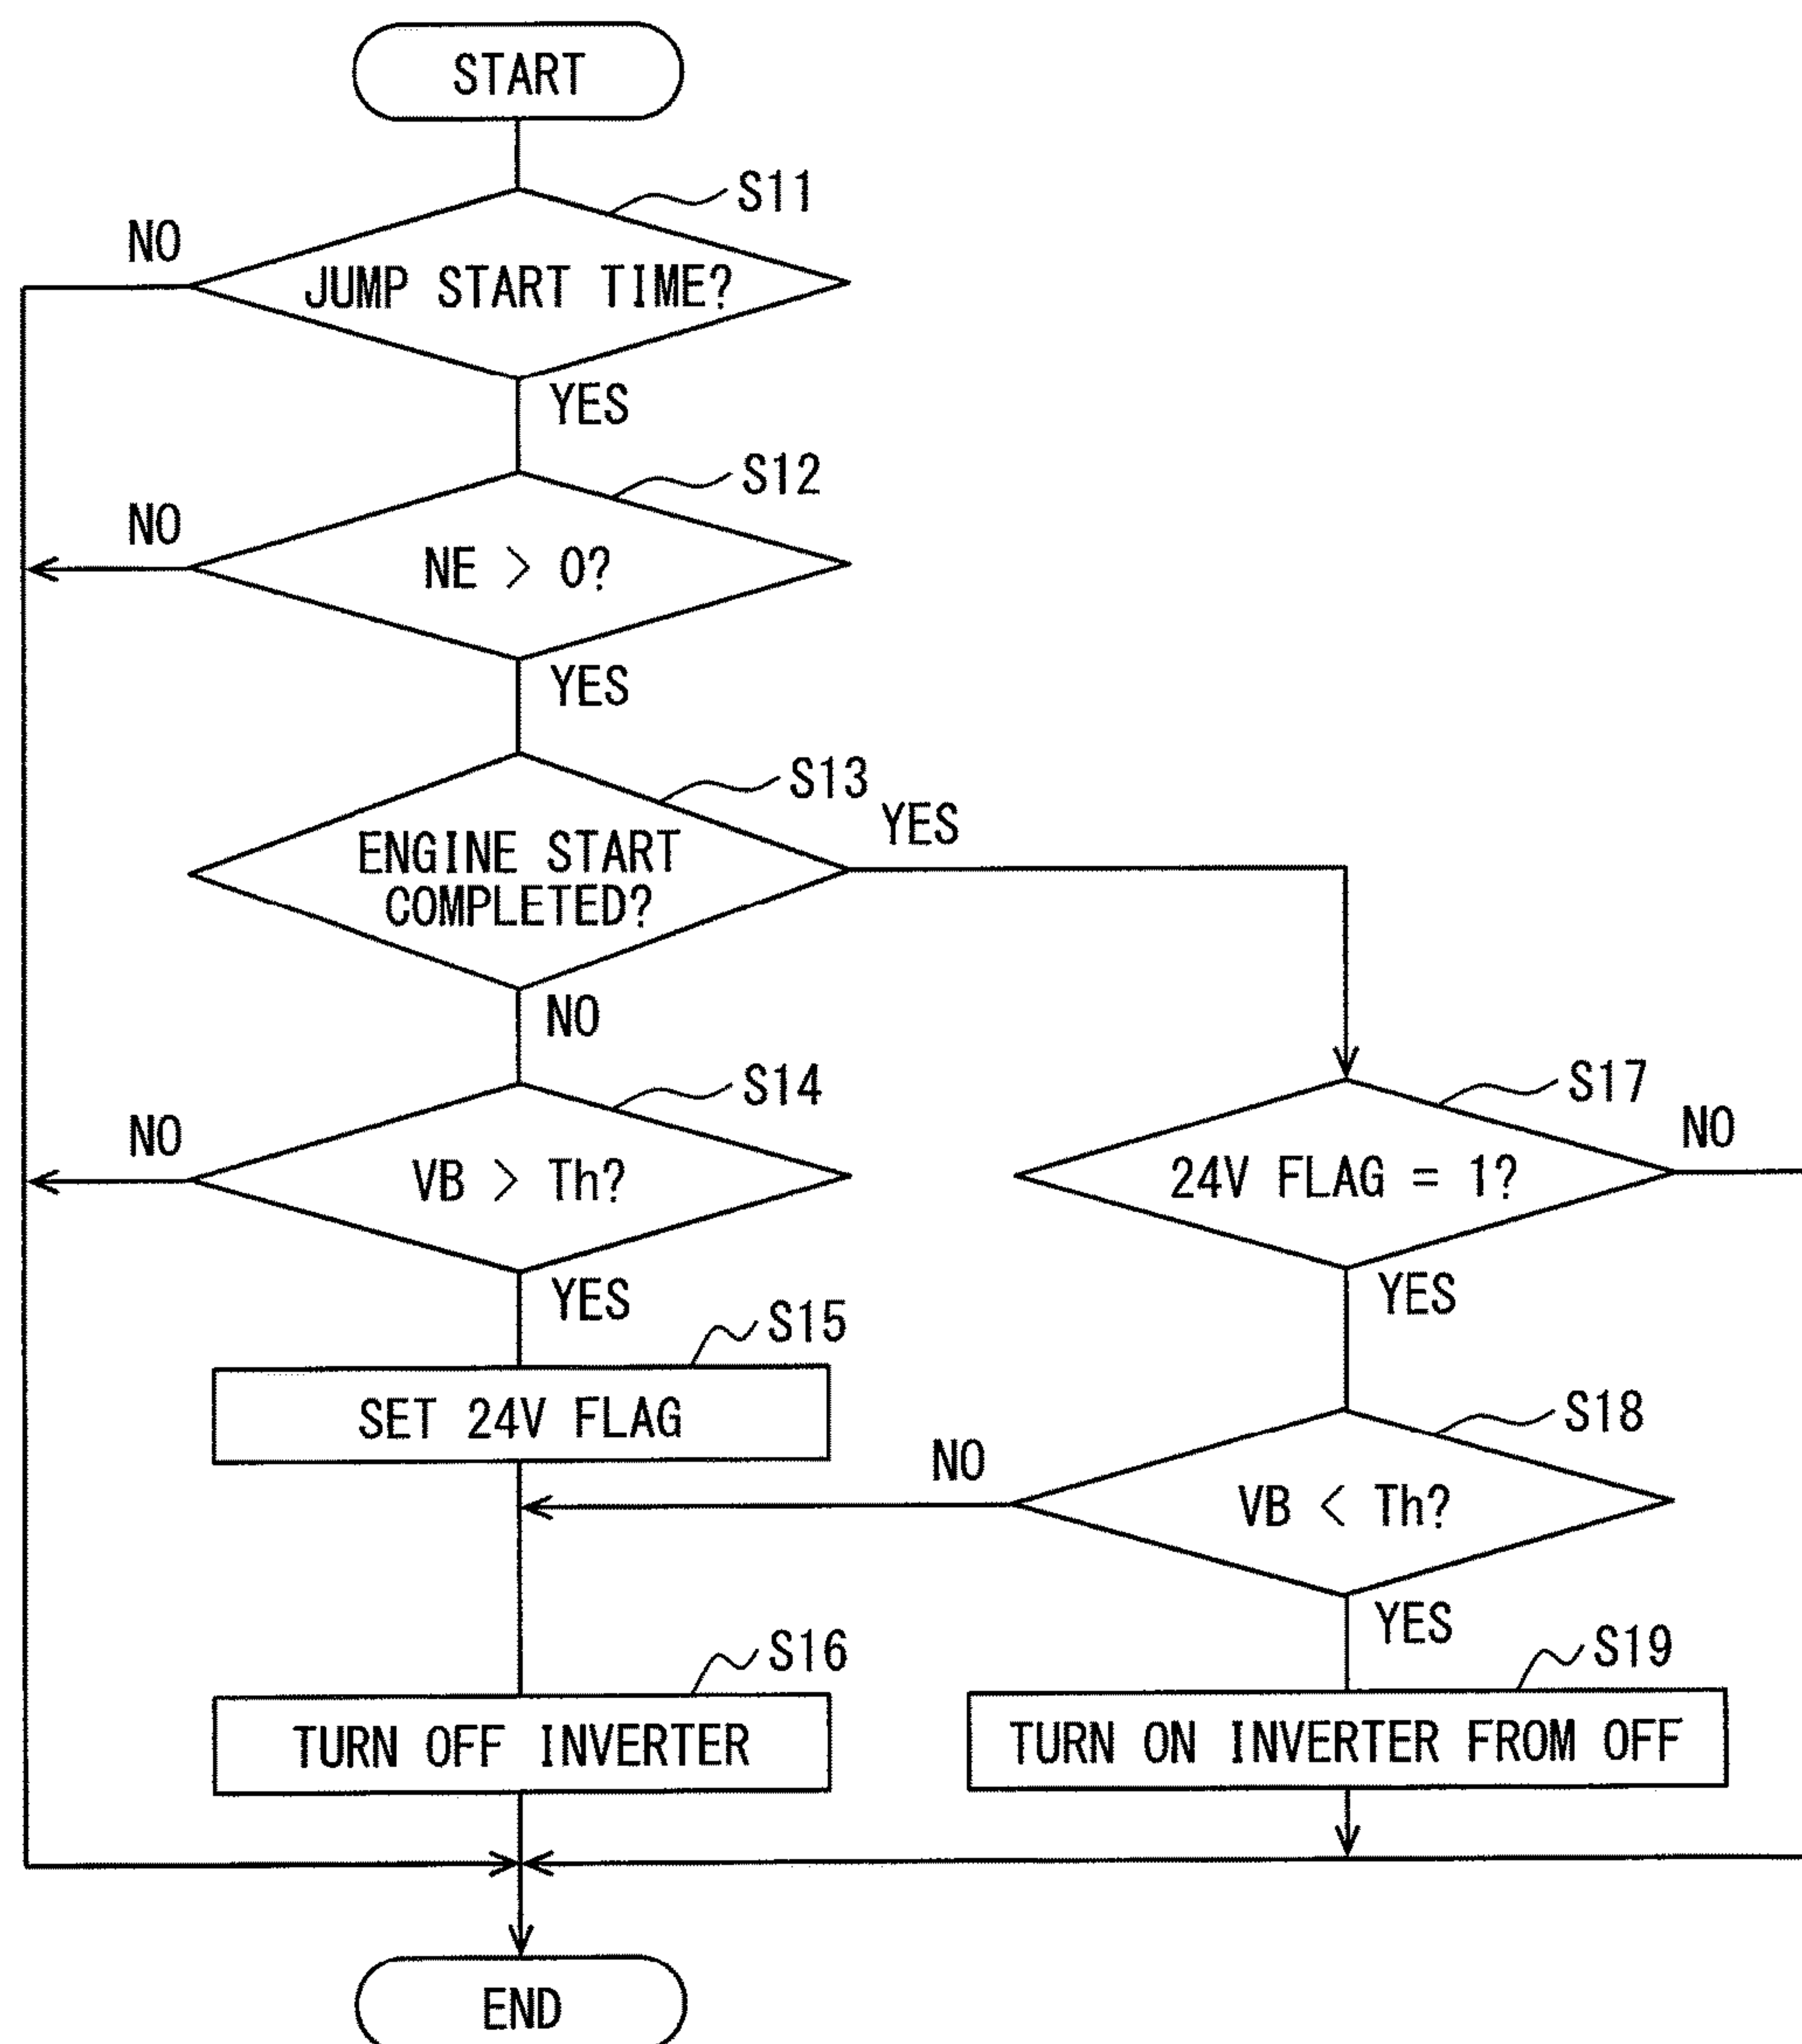 START
S11
NO
JUMP START TIME?
YES
S12
NO
NE > 0?
YES
S13
YES
ENGINE START
COMPLETED?
NO
S14
NO
VB > Th?
YES
S17
NO
24V FLAG = 1?
YES
S15
SET 24V FLAG
S18
NO
VB < Th?
YES
S16
TURN OFF INVERTER
S19
TURN ON INVERTER FROM OFF
END